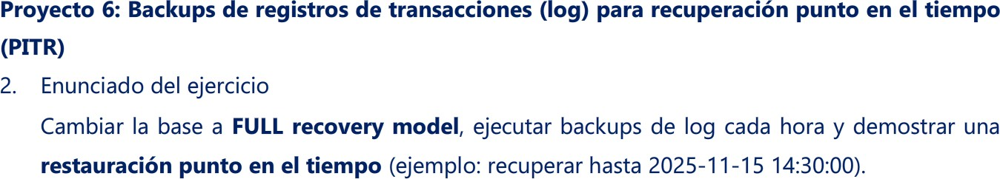 Proyecto 6: Backups de registros de transacciones (log) para recuperación punto en el tiempo
(PITR)
2. Enunciado del ejercicio
Cambiar la base a FULL recovery model, ejecutar backups de log cada hora y demostrar una
restauración punto en el tiempo (ejemplo: recuperar hasta 2025-11-15 14:30:00).